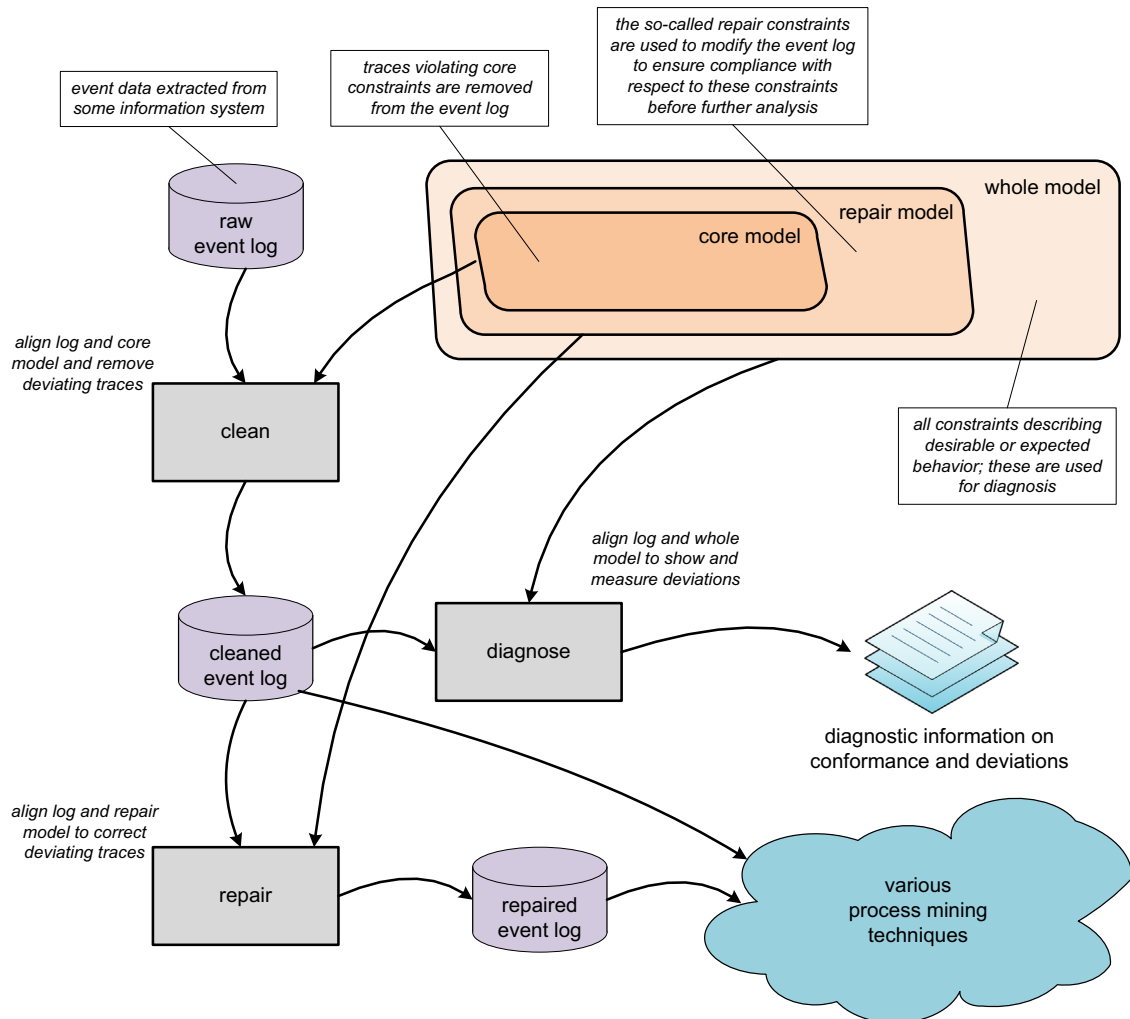 the so-called repair constraints
are used to modify the event log
to ensure compliance with
respect to these constraints
before further analysis
traces violating core
constraints are removed
from the event log
event data extracted from
some information system
whole model
repair model
core model
raw
event log
align log and core
model and remove
deviating traces
clean
all constraints describing
desirable or expected
behavior; these are used
for diagnosis
align log and whole
model to show and
measure deviations
cleaned
event log
diagnose
diagnostic information on
conformance and deviations
align log and repair
model to correct
deviating traces
repair
repaired
event log
various
process mining
techniques